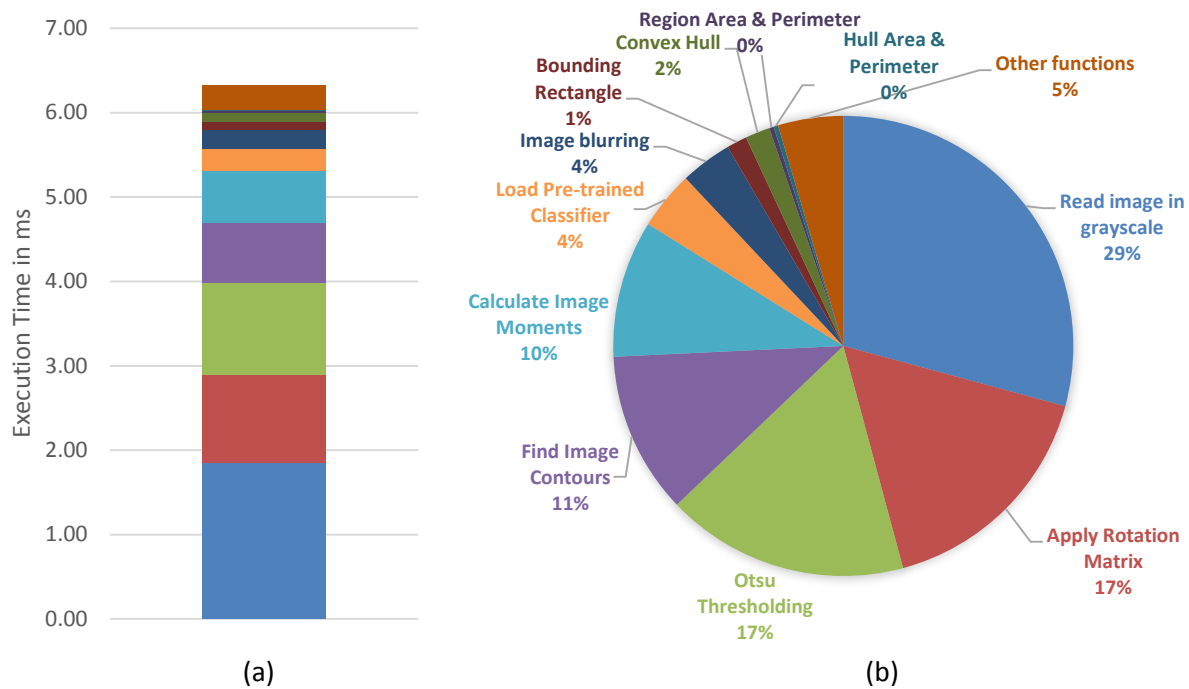 7.00
6.00
5.00
4.00
3.00
2.00
1.00
0.00
Execution Time in ms
(a)
Region Area & Perimeter
0%
Convex Hull
2%
Hull Area &
Perimeter
0%
Other functions
5%
Bounding
Rectangle
1%
Image blurring
4%
Load Pre-trained
Classifier
4%
Read image in
grayscale
29%
Calculate Image
Moments
10%
Find Image
Contours
11%
Apply Rotation
Matrix
17%
Otsu
Thresholding
17%
(b)